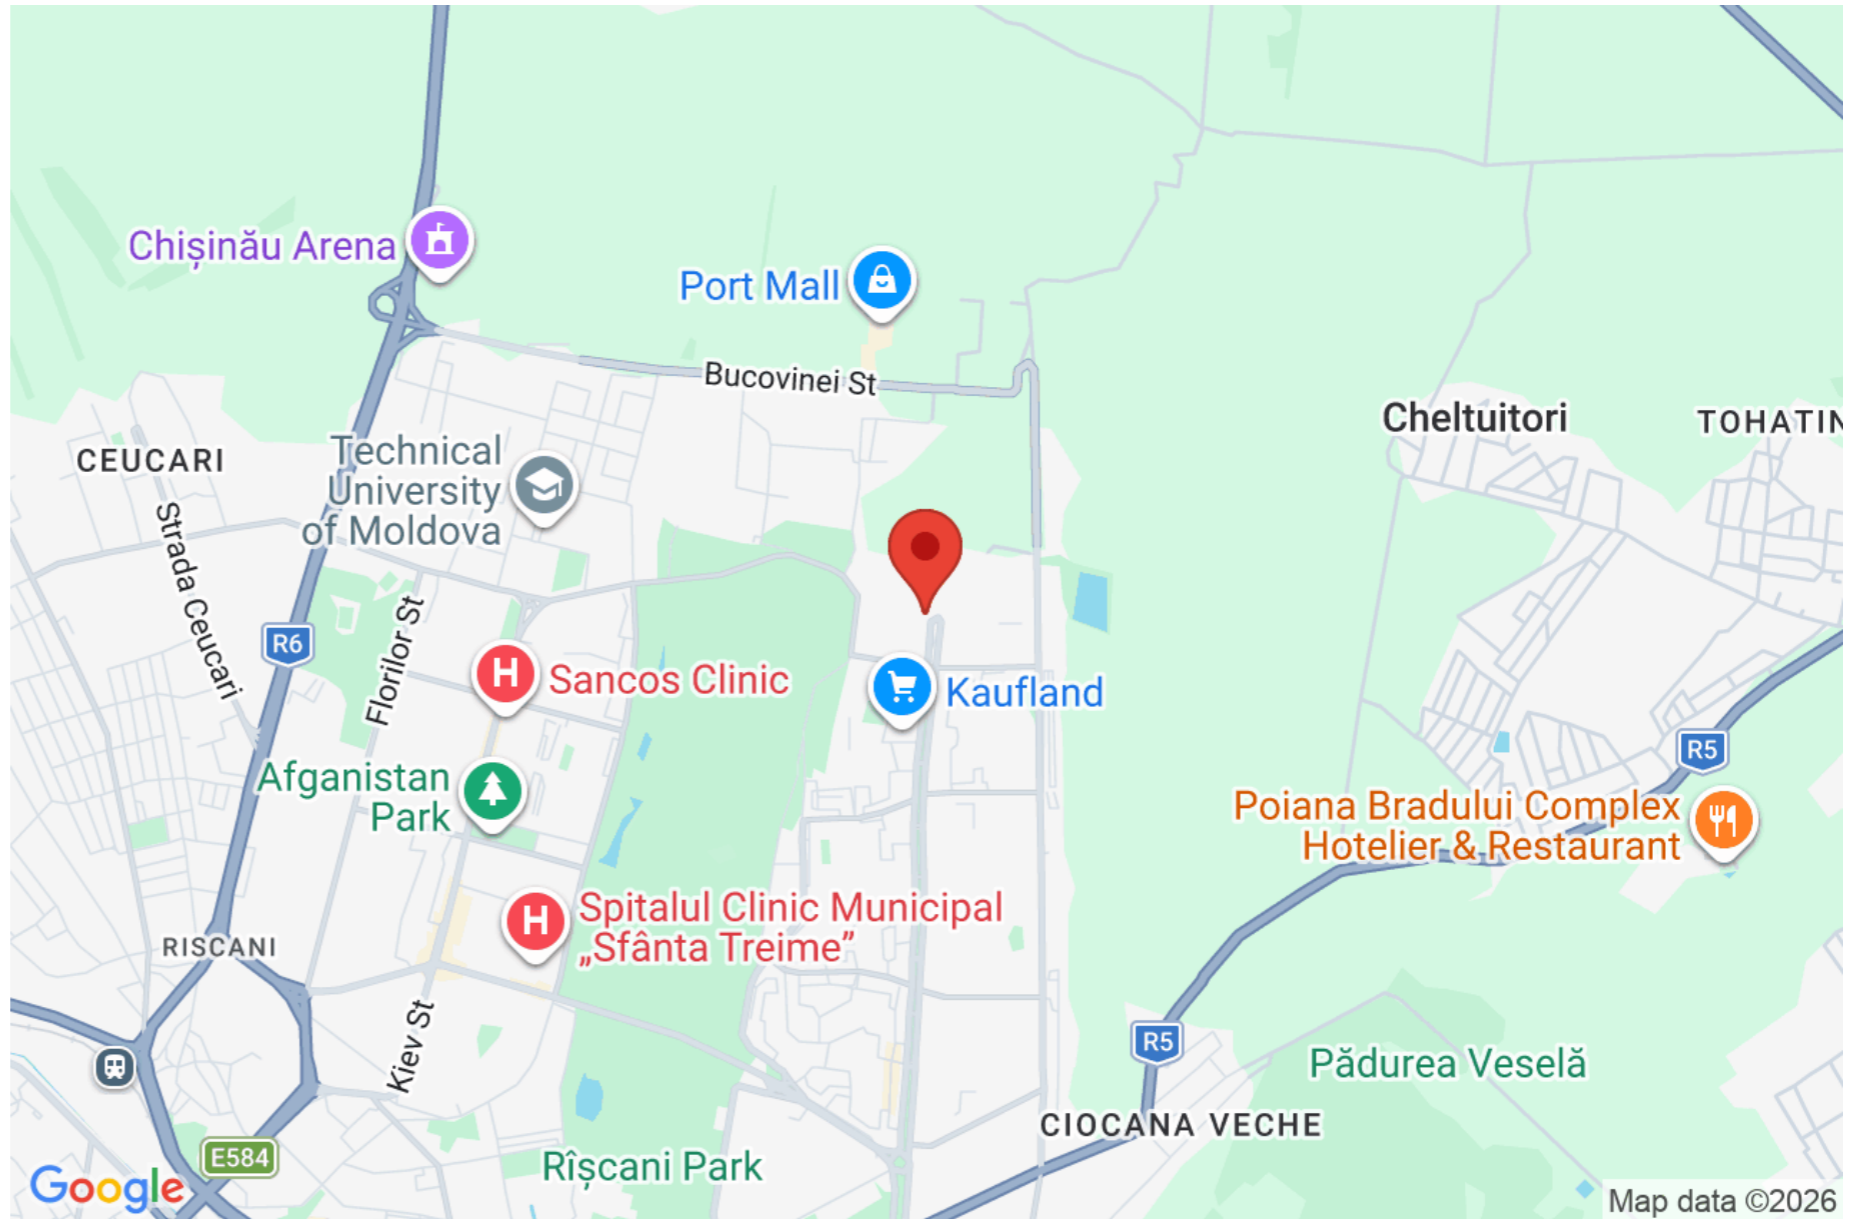 Chișinău Arena
Port Mall
Bucovinei St
Cheltuitori
TOHATIN
CEUCARI
Technical
University
of Moldova
Strada Ceucari
Florilor St
R6
H
Sancos Clinic
Kaufland
R5
Afganistan
Park
Poiana Bradului Complex
Hotelier & Restaurant
H
Spitalul Clinic Municipal
„Sfânta Treime”
RISCANI
Kiev St
R5
Pădurea Veselă
CIOCANA VECHE
E584
Rîșcani Park
Google
Map data ©2026